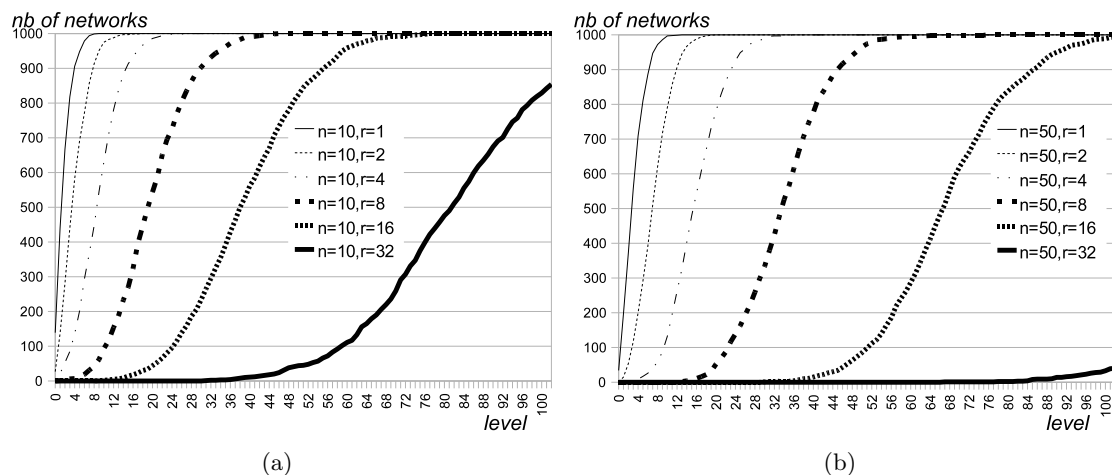 nb of networks
1000
900
800
700
600
500
400
300
200
100
0
n=10,r=1
n=10,r=2
n=10,r=4
n=10,r=8
n=10,r=16
n=10,r=32
0 4 8 12 16 20 24 28 32 36 40 44 48 52 56 60 64 68 72 76 80 84 88 92 96 100
level
(a)
nb of networks
1000
900
800
700
600
500
400
300
200
100
0
n=50,r=1
n=50,r=2
n=50,r=4
n=50,r=8
n=50,r=16
n=50,r=32
0 4 8 12 16 20 24 28 32 36 40 44 48 52 56 60 64 68 72 76 80 84 88 92 96 100
level
(b)